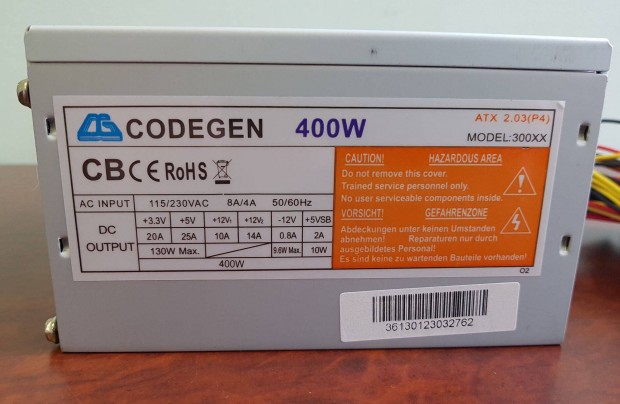 CODEGEN 400W
ATX 2.03(P4)
MODEL:300XX
CB CE RoHS
CAUTION! HAZARDOUS AREA
Do not remove this cover.
Trained service personnel only.
No user serviceable components inside.
VORSICHT! GEFAHRENZONE
Abdeckungen unter keinen Umstanden
abnehmen! Reparaturen nur durch
ausgebildetes Personal!
Es sind keine zu wartenden Bauteile vorhanden!
AC INPUT 115/230VAC 8A/4A 50/60Hz
DC OUTPUT +3.3V +5V +12V1 +12V2 -12V +5VSB
20A 25A 10A 14A 0.8A 2A
130W Max. 9.6W Max. 10W
400W
O2
36130123032762